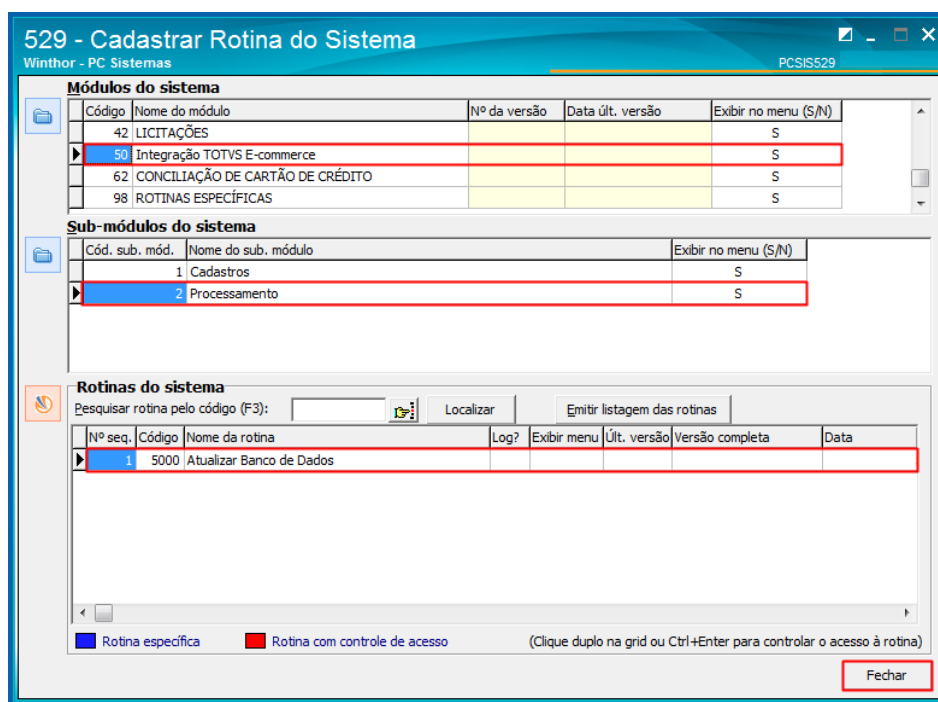 529 - Cadastrar Rotina do Sistema
Winthor - PC Sistemas PCSIS529
Módulos do sistema
Código Nome do módulo Nº da versão Data últ. versão Exibir no menu (S/N)
42 LICITAÇÕES S
50 Integração TOTVS E-commerce S
62 CONCILIAÇÃO DE CARTÃO DE CRÉDITO S
98 ROTINAS ESPECÍFICAS S
Sub-módulos do sistema
Cód. sub. mód. Nome do sub. módulo Exibir no menu (S/N)
1 Cadastros S
2 Processamento S
Rotinas do sistema
Pesquisar rotina pelo código (F3): Localizar Emitir listagem das rotinas
Nº seq. Código Nome da rotina Log? Exibir menu Últ. versão Versão completa Data
1 5000 Atualizar Banco de Dados
Rotina específica Rotina com controle de acesso (Clique duplo na grid ou Ctrl+Enter para controlar o acesso à rotina)
Fechar